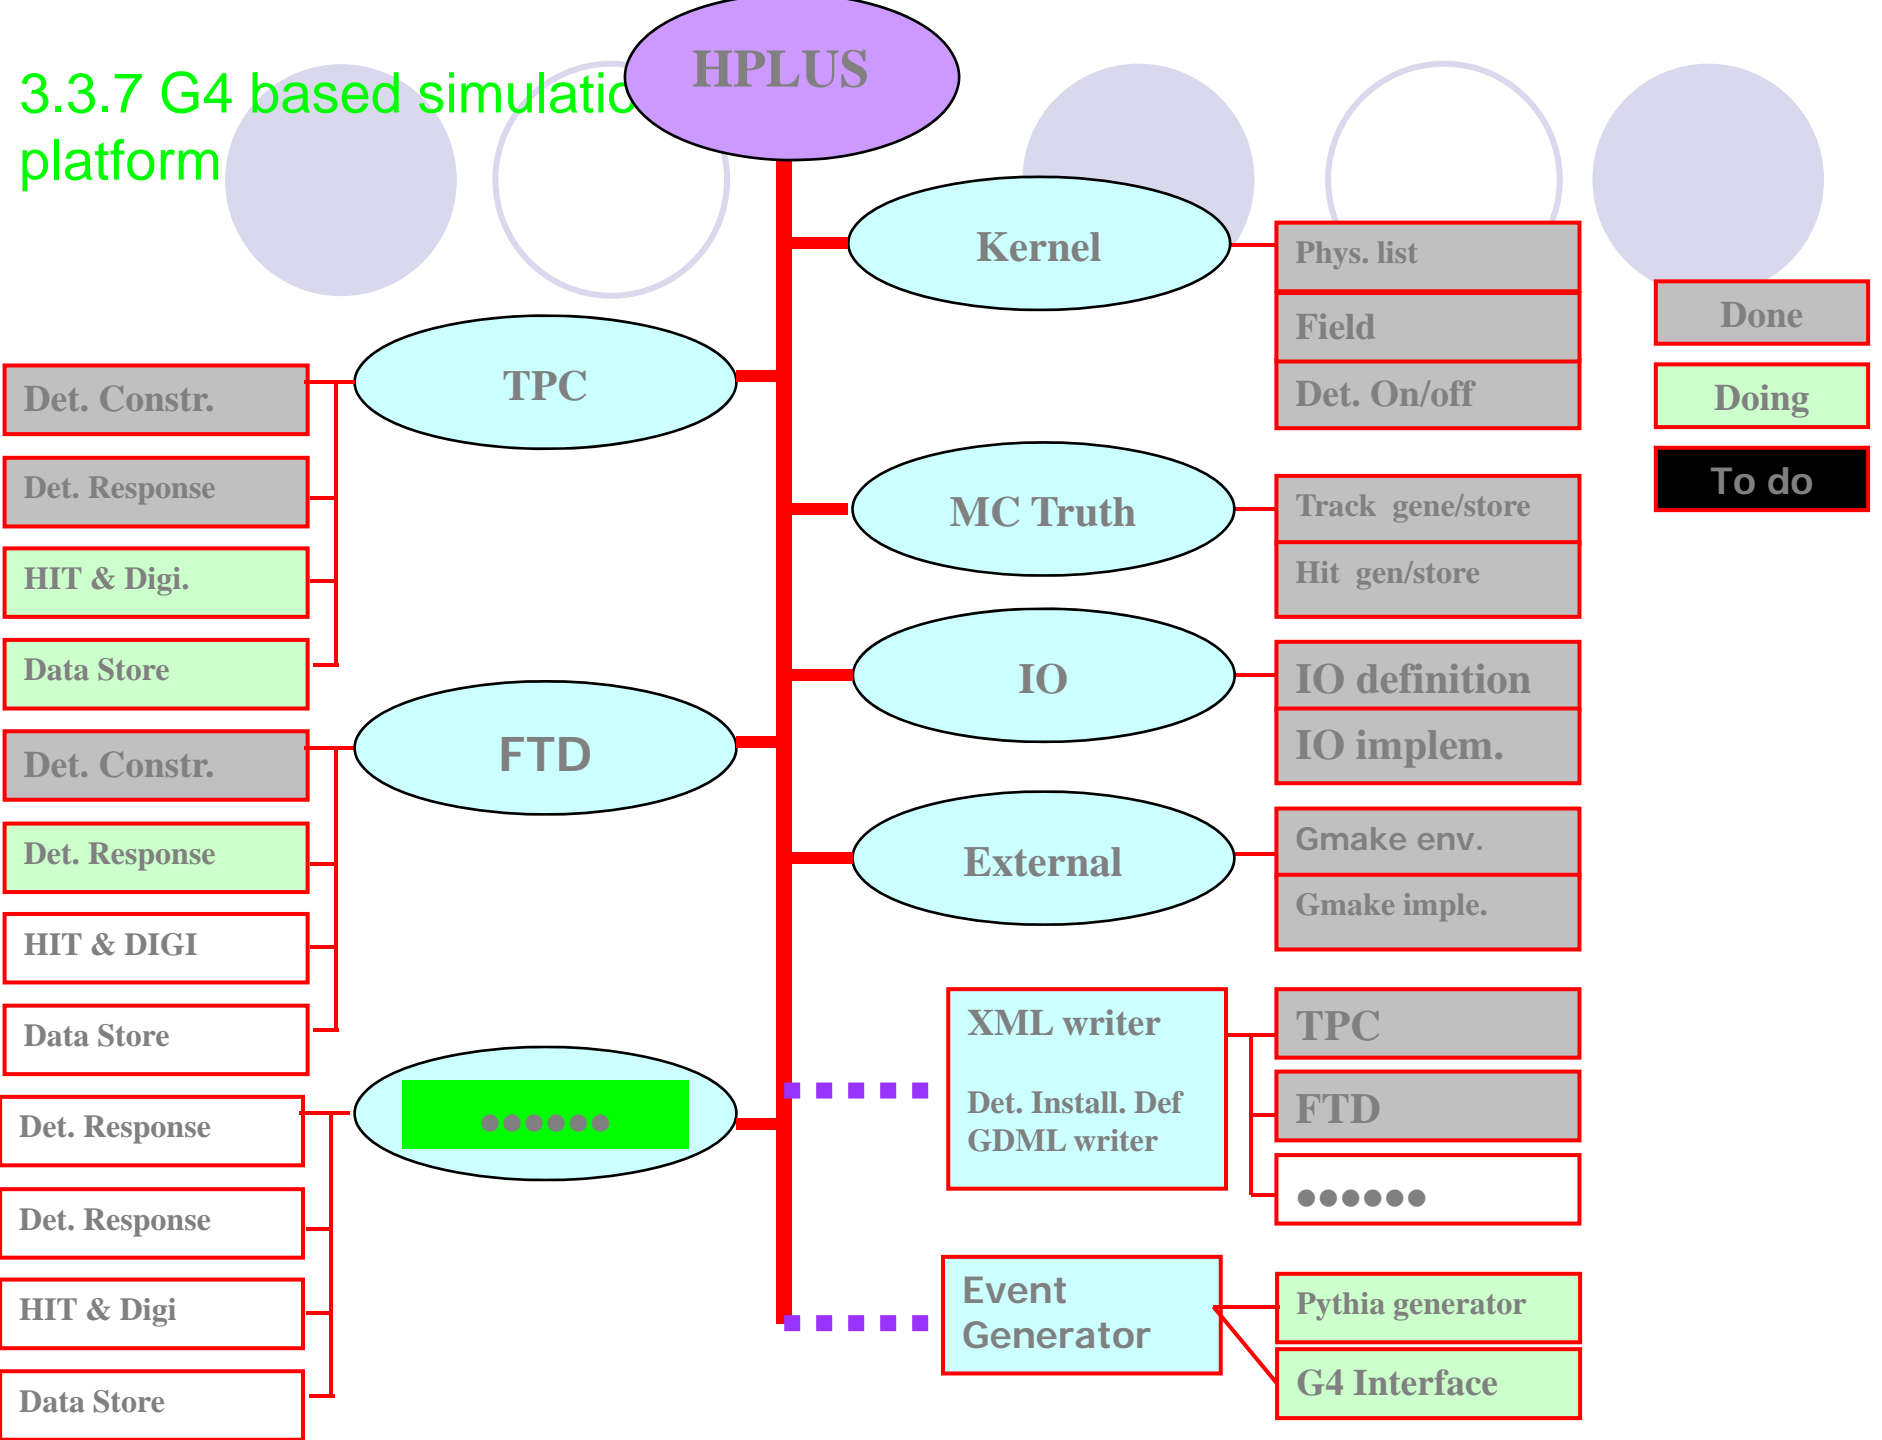 HPLUS
3.3.7 G4 based simulatio
platform
Kernel
Phys. list
Field
Det. On/off
Done
Doing
To do
TPC
Det. Constr.
Det. Response
HIT & Digi.
Data Store
MC Truth
Track gene/store
Hit gen/store
IO
IO definition
IO implem.
FTD
Det. Constr.
Det. Response
HIT & DIGI
Data Store
External
Gmake env.
Gmake imple.
XML writer
Det. Install. Def
GDML writer
TPC
FTD
●●●●●●
●●●●●●
Det. Response
Det. Response
HIT & Digi
Data Store
Event
Generator
Pythia generator
G4 Interface